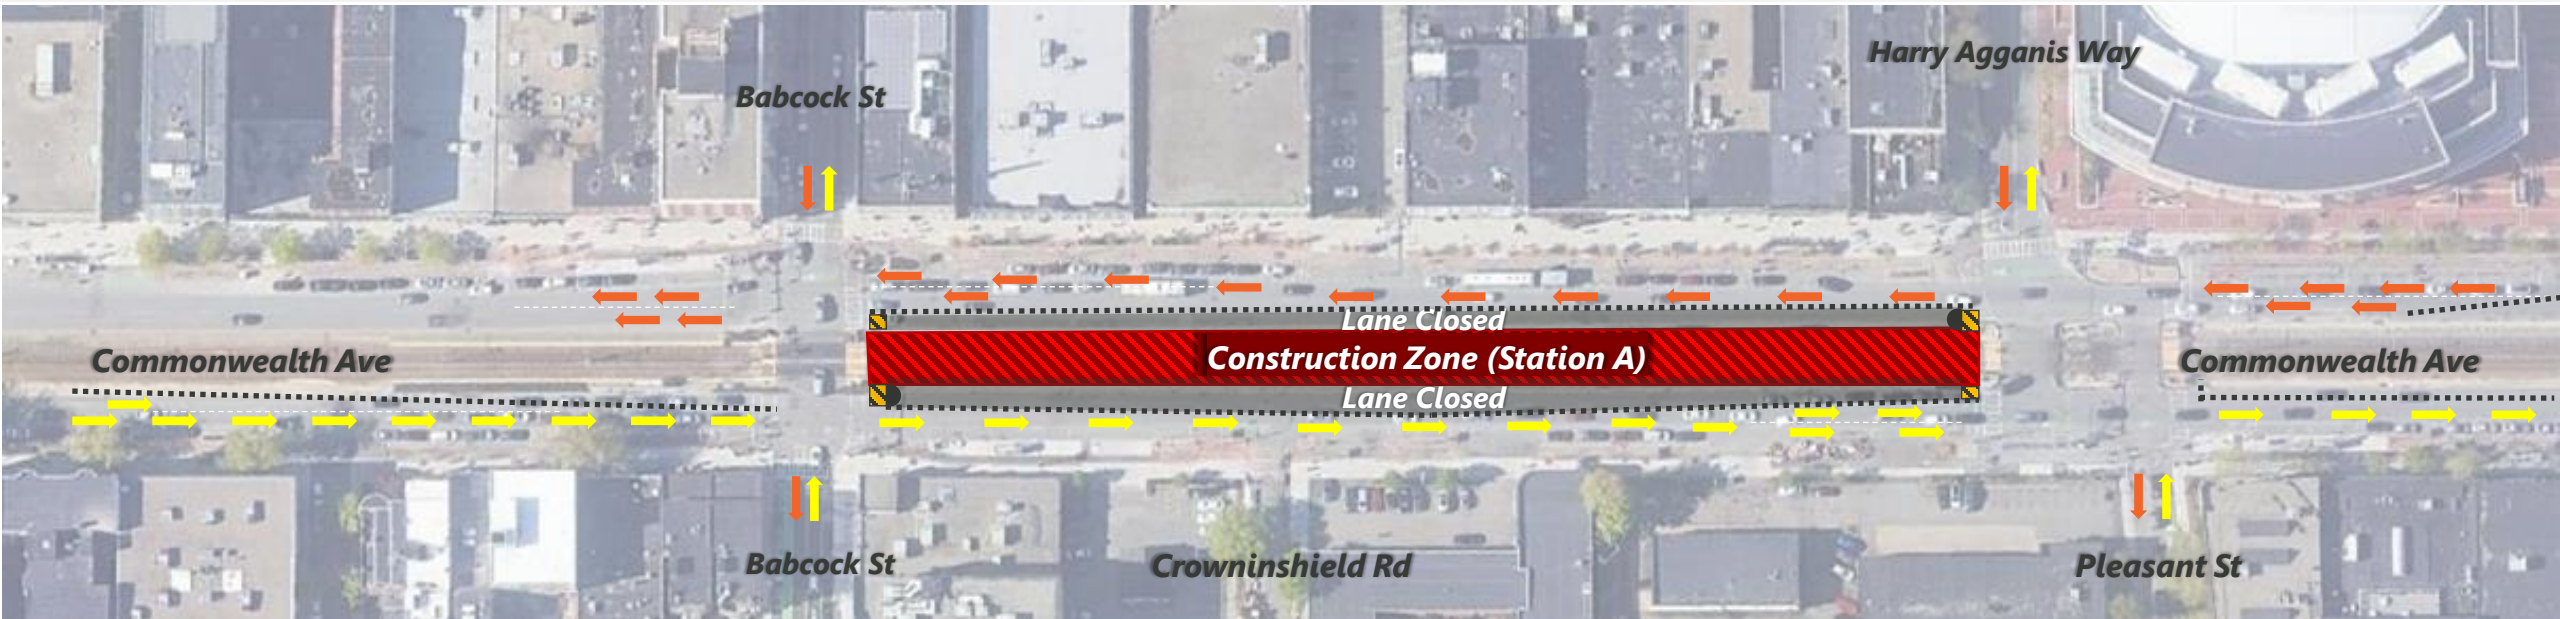 Harry Agganis Way
Babcock St
Lane Closed
Construction Zone (Station A)
Commonwealth Ave
Commonwealth Ave
Lane Closed
Babcock St
Crowninshield Rd
Pleasant St